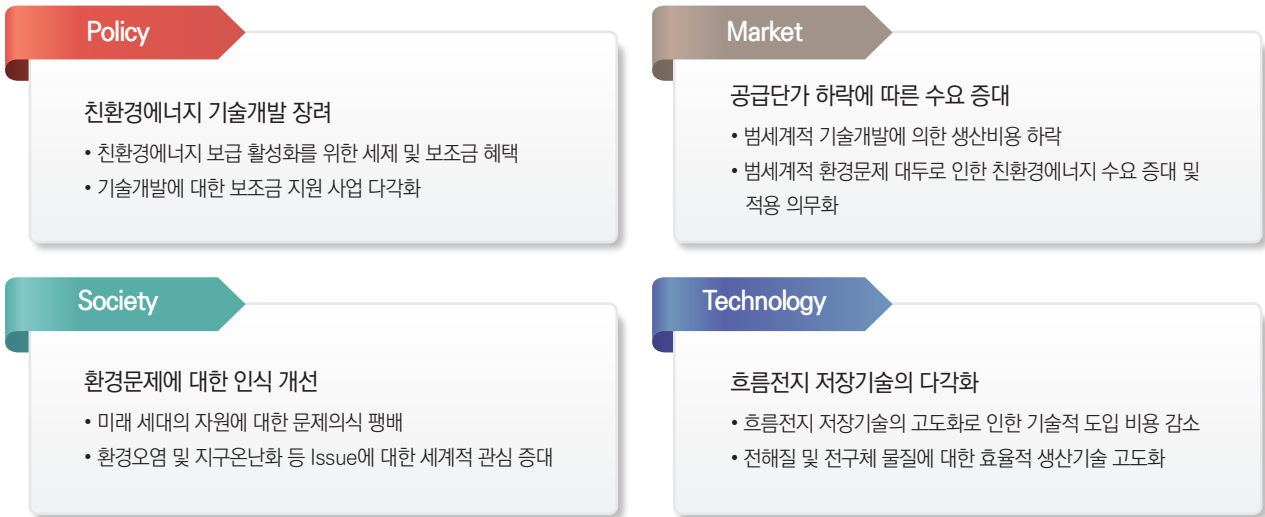 Policy
친환경에너지 기술개발 장려
• 친환경에너지 보급 활성화를 위한 세제 및 보조금 혜택
• 기술개발에 대한 보조금 지원 사업 다각화
Market
공급단가 하락에 따른 수요 증대
• 범세계적 기술개발에 의한 생산비용 하락
• 범세계적 환경문제 대두로 인한 친환경에너지 수요 증대 및
적용 의무화
Society
환경문제에 대한 인식 개선
• 미래 세대의 자원에 대한 문제의식 팽배
• 환경오염 및 지구온난화 등 Issue에 대한 세계적 관심 증대
Technology
흐름전지 저장기술의 다각화
• 흐름전지 저장기술의 고도화로 인한 기술적 도입 비용 감소
• 전해질 및 전구체 물질에 대한 효율적 생산기술 고도화